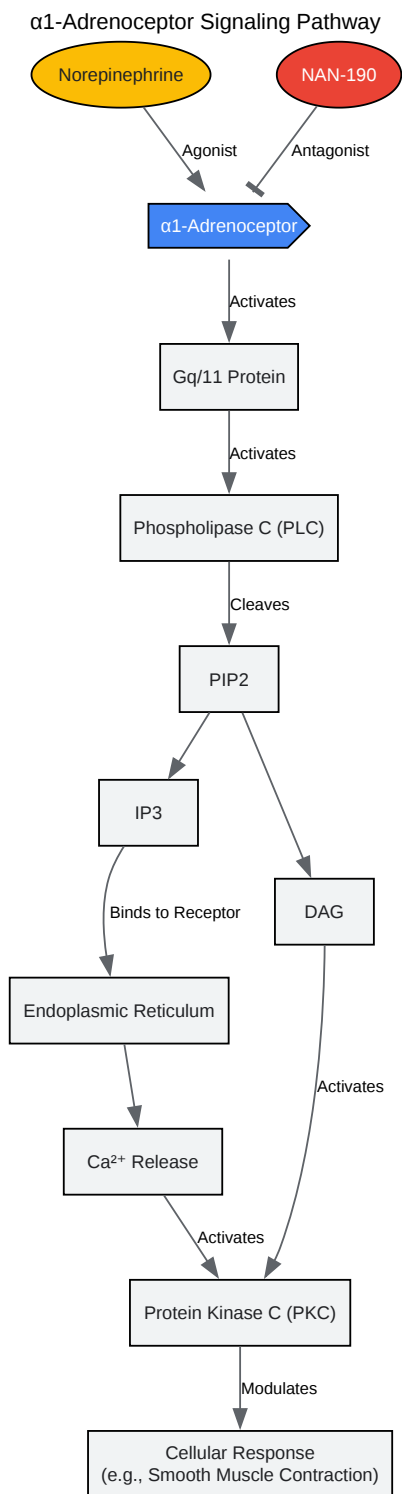 α1-Adrenoceptor Signaling Pathway
Norepinephrine
NAN-190
Agonist
Antagonist
α1-Adrenoceptor
Activates
Gq/11 Protein
Activates
Phospholipase C (PLC)
Cleaves
PIP2
IP3
DAG
Binds to Receptor
Endoplasmic Reticulum
Activates
Ca²⁺ Release
Activates
Protein Kinase C (PKC)
Modulates
Cellular Response
(e.g., Smooth Muscle Contraction)